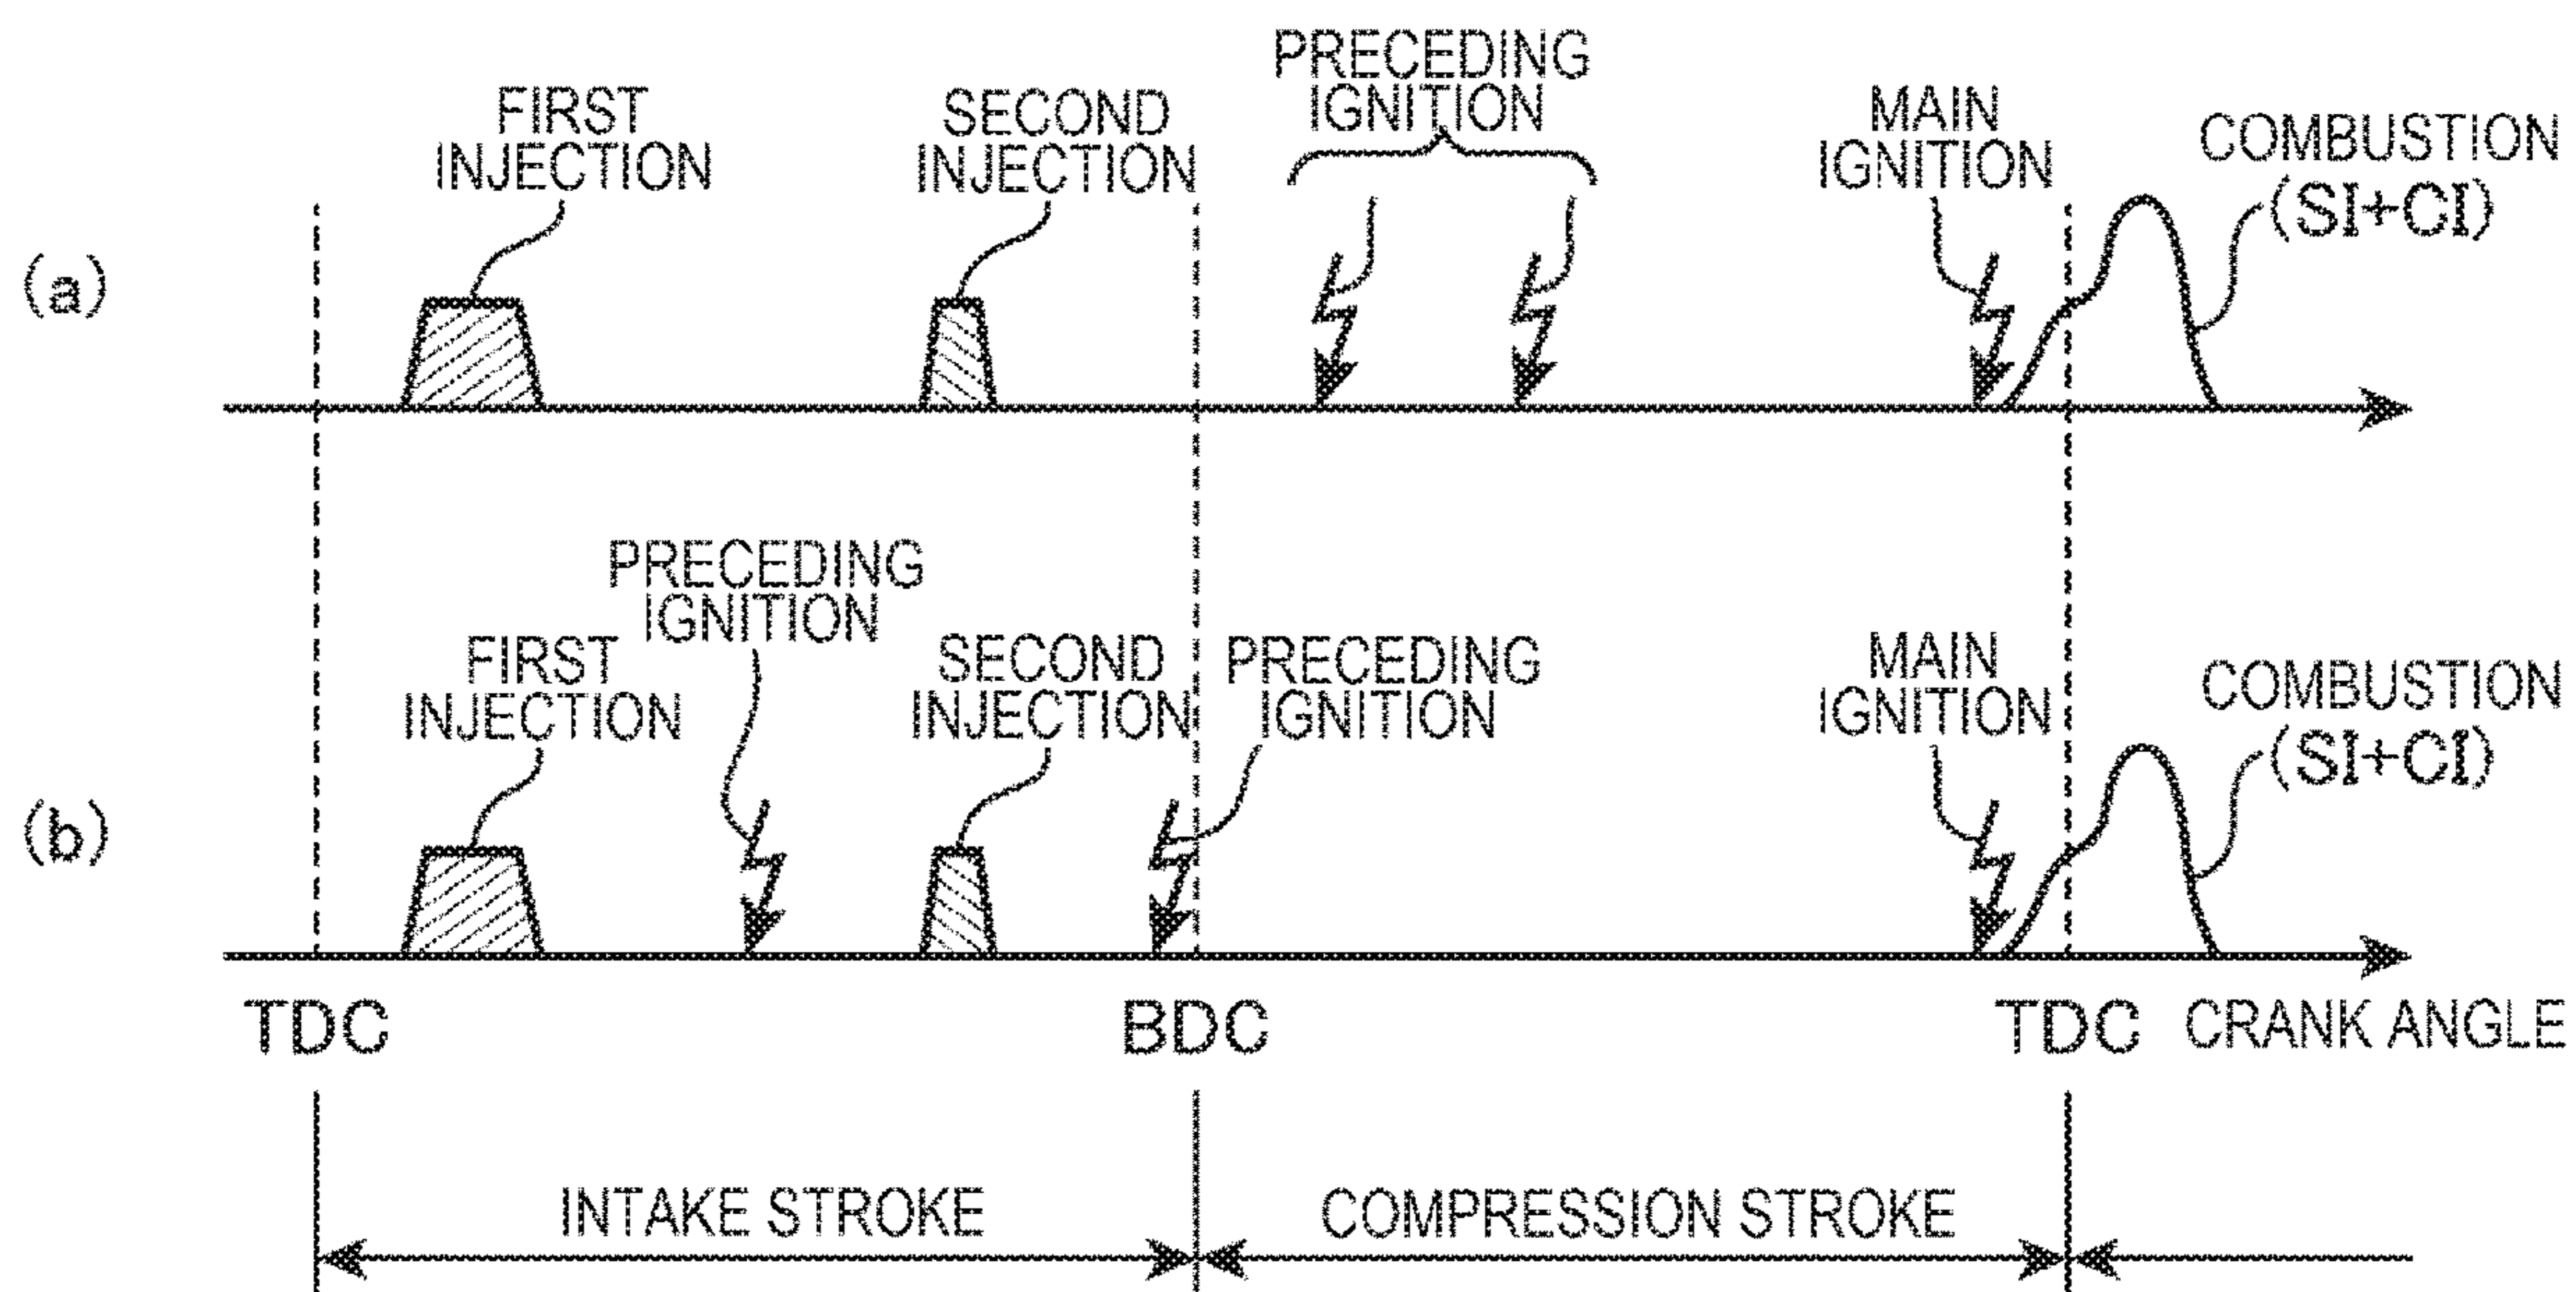 PRECEDING
IGNITION
FIRST
INJECTION
SECOND
INJECTION
MAIN
IGNITION
COMBUSTION
(SI+CI)
(a)
PRECEDING
IGNITION
FIRST
INJECTION
SECOND
INJECTION
PRECEDING
IGNITION
MAIN
IGNITION
COMBUSTION
(SI+CI)
(b)
TDC
BDC
TDC
CRANK ANGLE
INTAKE STROKE
COMPRESSION STROKE